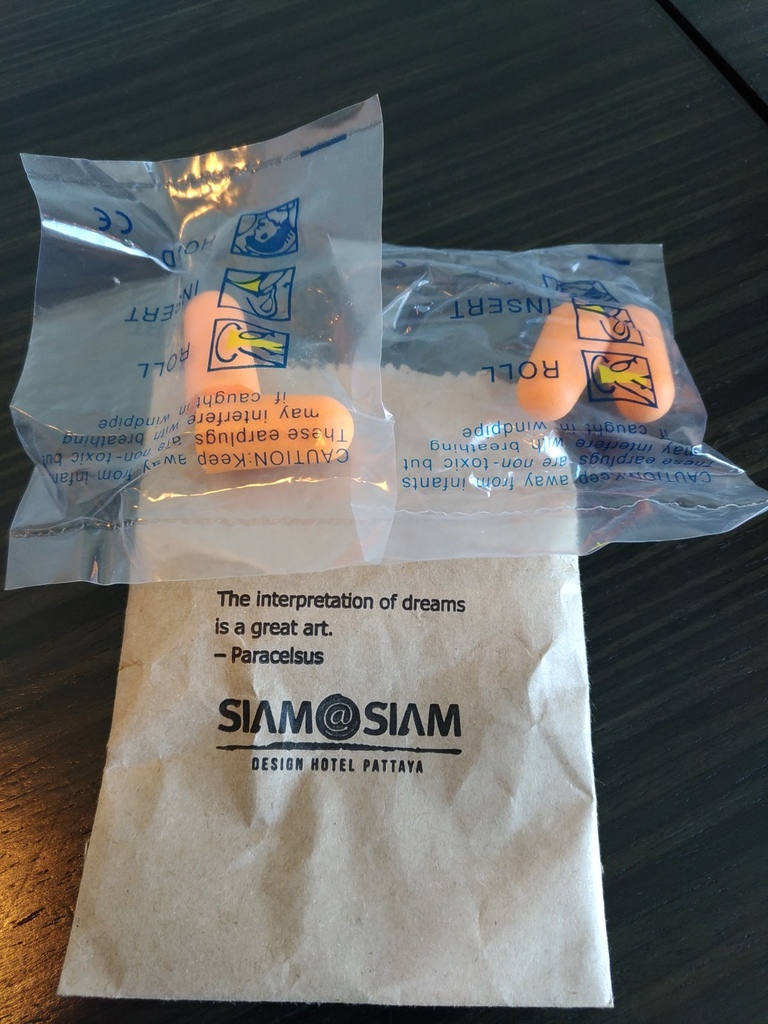 CE
HOLD
INSERT
ROLL
CAUTION:Keep away from infan
These earplugs are non-toxic but
may interfere with breathing
if caught in windpipe
INSERT
ROLL
CAUTION:Keep away from infants
These earplugs are non-toxic but
may interfere with breathing
if caught in windpipe
The interpretation of dreams
is a great art.
– Paracelsus
SIAM@SIAM
DESIGN HOTEL PATTAYA